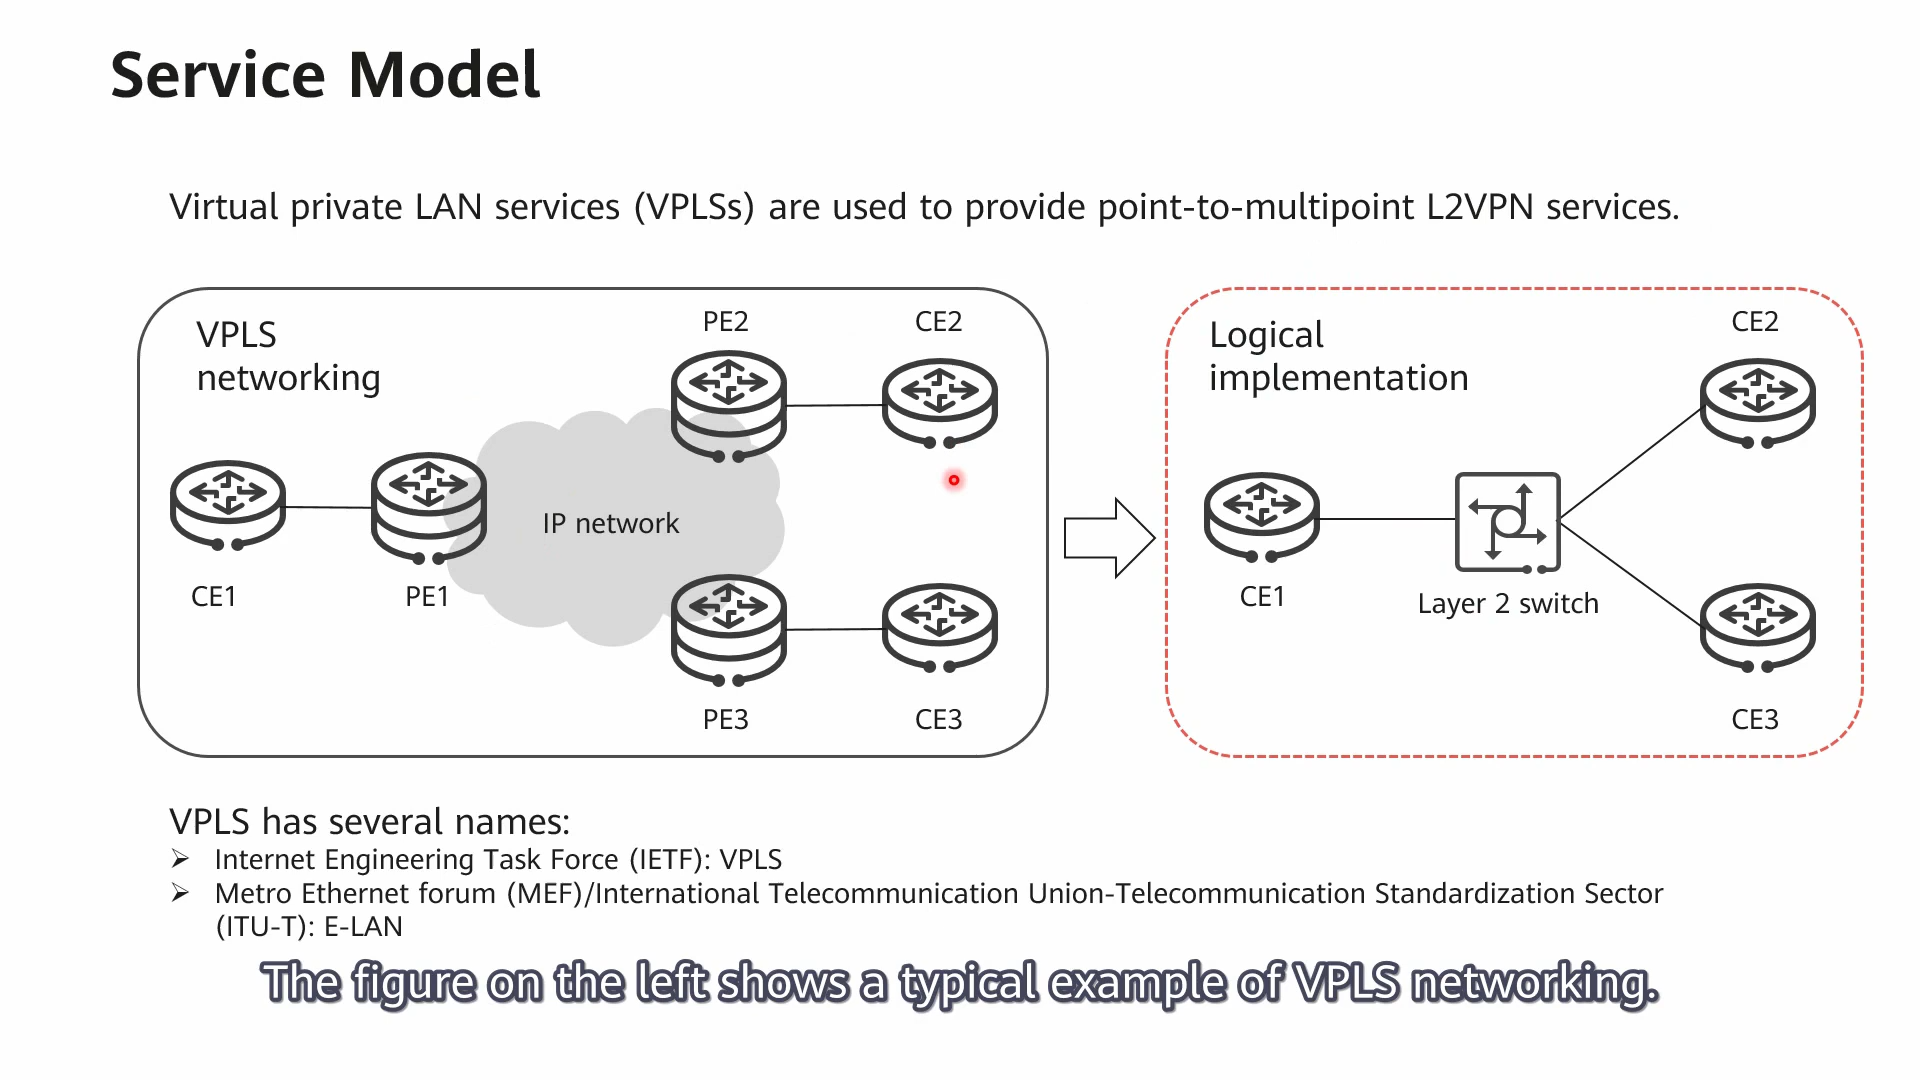 Service Model
Virtual private LAN services (VPLSs) are used to provide point-to-multipoint L2VPN services.
VPLS
networking
PE2
CE2
CE1
PE1
IP network
PE3
CE3
Logical
implementation
CE2
CE1
Layer 2 switch
CE3
VPLS has several names:
➢ Internet Engineering Task Force (IETF): VPLS
➢ Metro Ethernet forum (MEF)/International Telecommunication Union-Telecommunication Standardization Sector
(ITU-T): E-LAN
The figure on the left shows a typical example of VPLS networking.